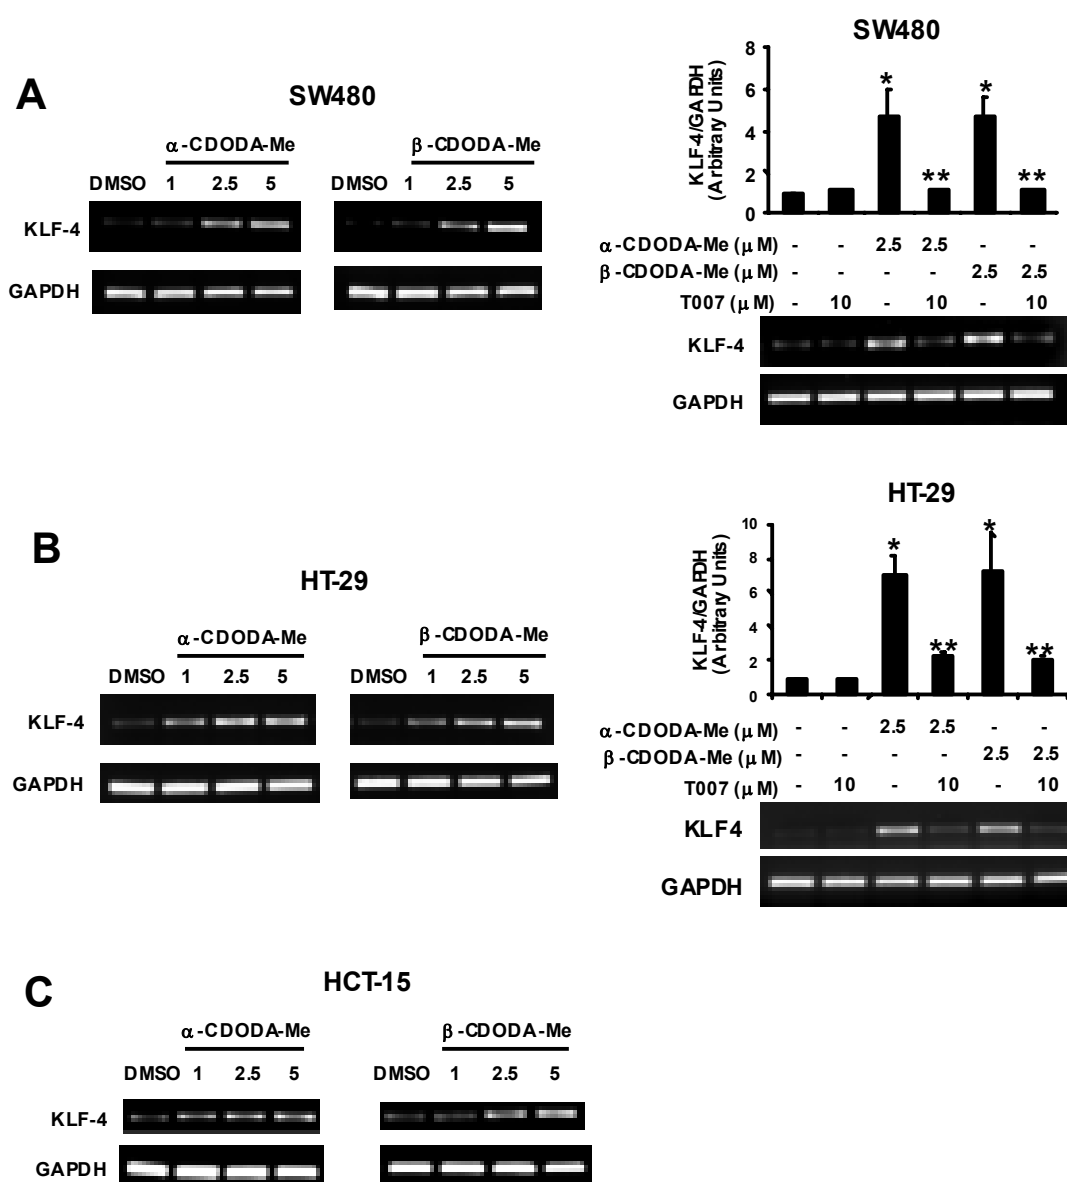 A
SW480
α-CDODA-Me
β-CDODA-Me
DMSO 1 2.5 5 DMSO 1 2.5 5
KLF-4
GAPDH
SW480
KLF-4/GAPDH
(Arbitrary Units)
8
6
4
2
0
* ** * **
α-CDODA-Me (μM) - - 2.5 2.5 - -
β-CDODA-Me (μM) - - - - 2.5 2.5
T007 (μM) - 10 - 10 - 10
KLF-4
GAPDH
B
HT-29
α-CDODA-Me
β-CDODA-Me
DMSO 1 2.5 5 DMSO 1 2.5 5
KLF-4
GAPDH
HT-29
KLF-4/GAPDH
(Arbitrary Units)
10
8
6
4
2
0
* ** * **
α-CDODA-Me (μM) - - 2.5 2.5 - -
β-CDODA-Me (μM) - - - - 2.5 2.5
T007 (μM) - 10 - 10 - 10
KLF4
GAPDH
C
HCT-15
α-CDODA-Me
β-CDODA-Me
DMSO 1 2.5 5 DMSO 1 2.5 5
KLF-4
GAPDH